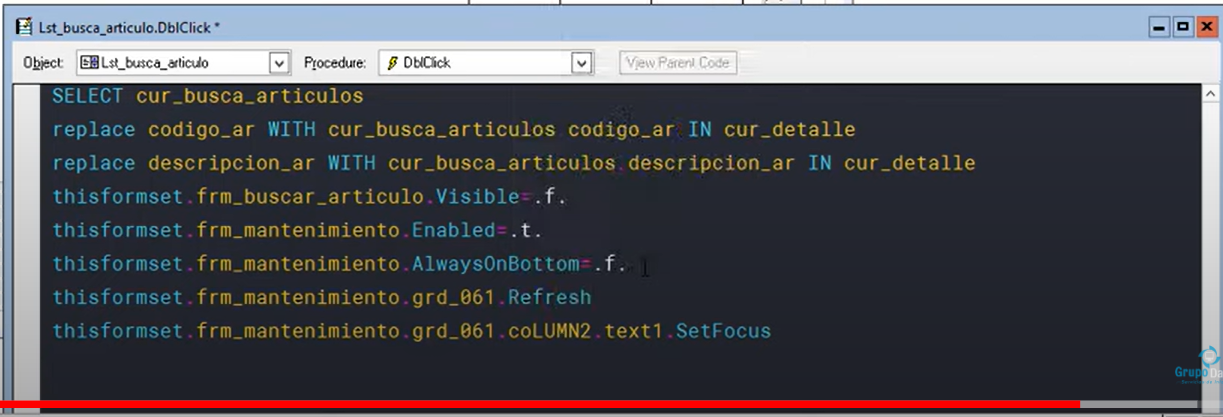 Lst_busca_articulo.DblClick *
Object: Lst_busca_articulo Procedure: DblClick View Parent Code
SELECT cur_busca_articulos
replace codigo_ar WITH cur_busca_articulos.codigo_ar IN cur_detalle
replace descripcion_ar WITH cur_busca_articulos.descripcion_ar IN cur_detalle
thisformset.frm_buscar_articulo.Visible=.f.
thisformset.frm_mantenimiento.Enabled=.t.
thisformset.frm_mantenimiento.AlwaysOnBottom=.f.
thisformset.frm_mantenimiento.grd_061.Refresh
thisformset.frm_mantenimiento.grd_061.coLUMN2.text1.SetFocus
GrupoDa